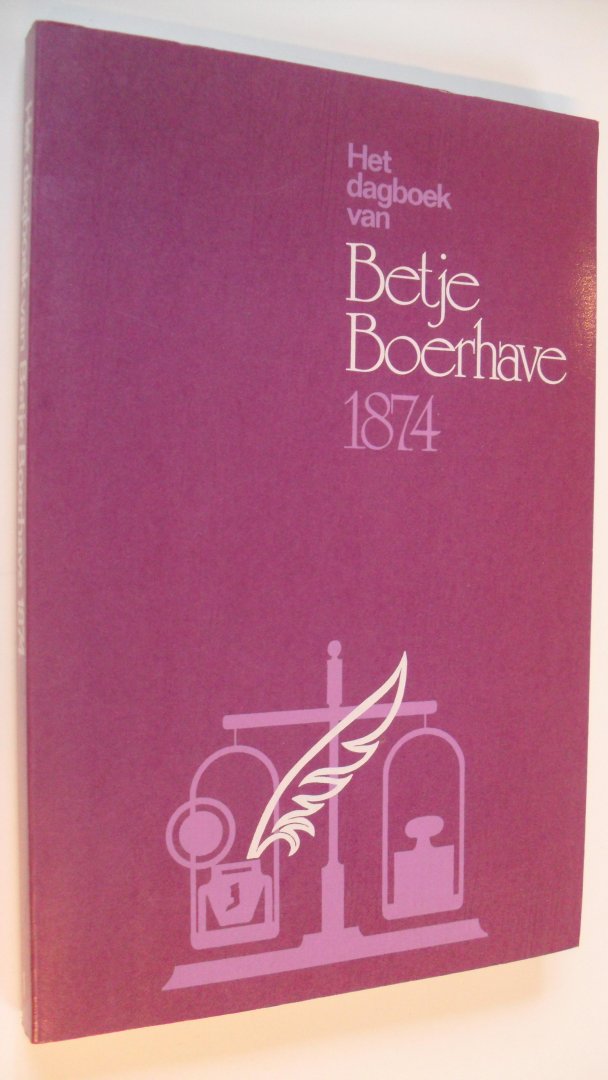 Het
dagboek
van
Betje
Boerhave
1874
Het dagboek van Betje Boerhave 1874